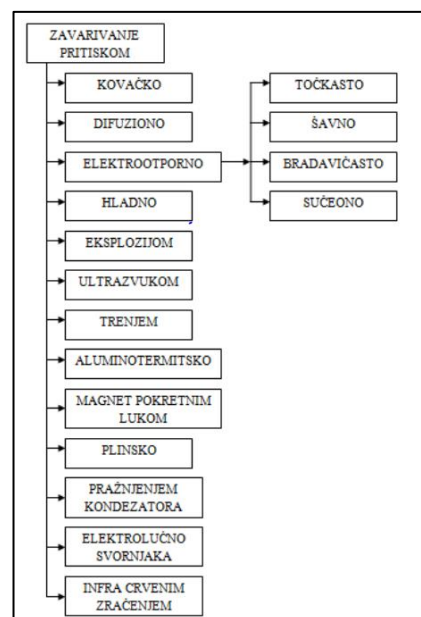 ZAVARIVANJE
PRITISKOM
KOVAČKO
DIFUZIONO
ELEKTROOTPORNO
HLADNO
EKSPLOZIJOM
ULTRAZVUKOM
TRENJEM
ALUMINOTERMITSKO
MAGNET POKRETNIM
LUKOM
PLINSKO
PRAŽNJENJEM
KONDEZATORA
ELEKTROLUČNO
SVORNJAKA
INFRA CRVENIM
ZRAČENJEM
TOČKASTO
ŠAVNO
BRADAVIČASTO
SUČEONO